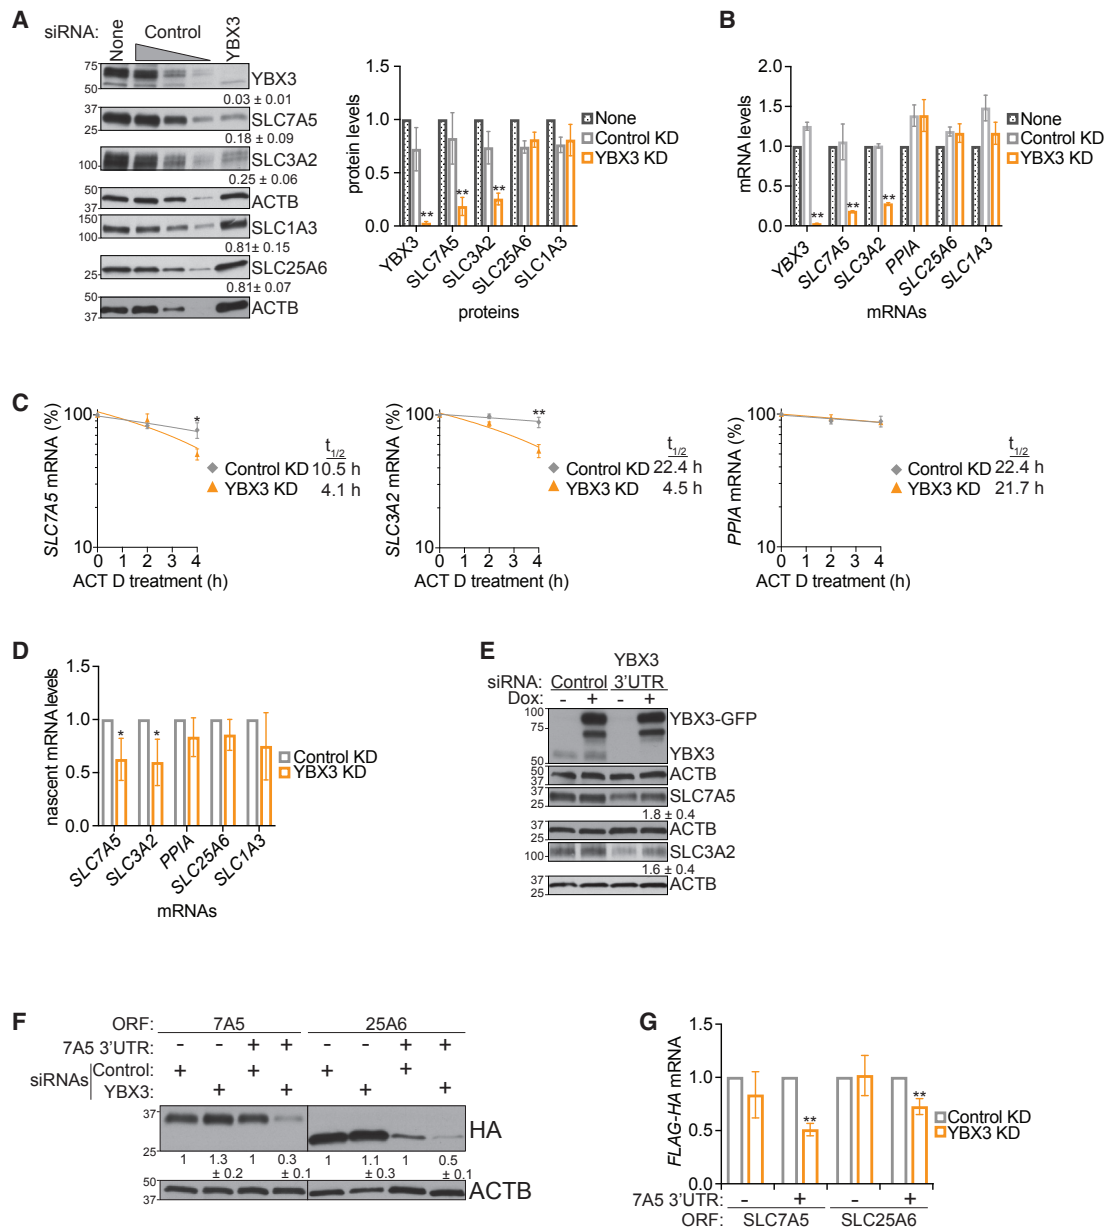 A
siRNA:
None
Control
YBX3
75
50
YBX3
0.03 ± 0.01
37
25
SLC7A5
0.18 ± 0.09
100
SLC3A2
0.25 ± 0.06
50
37
ACTB
150
100
SLC1A3
0.81± 0.15
25
SLC25A6
0.81± 0.07
50
37
ACTB
protein levels
1.5
1.0
0.5
0.0
** ** **
YBX3 SLC7A5 SLC3A2 SLC25A6 SLC1A3
proteins
None
Control KD
YBX3 KD
B
mRNA levels
2.0
1.5
1.0
0.5
0
** ** **
YBX3 SLC7A5 SLC3A2 PPIA SLC25A6 SLC1A3
mRNAs
None
Control KD
YBX3 KD
C
SLC7A5 mRNA (%)
100
10
*
0 1 2 3 4
ACT D treatment (h)
t1/2
Control KD 10.5 h
YBX3 KD 4.1 h
SLC3A2 mRNA (%)
100
10
**
0 1 2 3 4
ACT D treatment (h)
t1/2
Control KD 22.4 h
YBX3 KD 4.5 h
PPIA mRNA (%)
100
10
0 1 2 3 4
ACT D treatment (h)
t1/2
Control KD 22.4 h
YBX3 KD 21.7 h
D
nascent mRNA levels
1.5
1.0
0.5
0.0
* *
SLC7A5 SLC3A2 PPIA SLC25A6 SLC1A3
mRNAs
Control KD
YBX3 KD
E
YBX3
siRNA: Control 3'UTR
Dox: - + - +
100
75
50
YBX3-GFP
YBX3
50
37
ACTB
37
25
SLC7A5
1.8 ± 0.4
37
25
ACTB
100
SLC3A2
1.6 ± 0.4
37
25
ACTB
F
ORF: 7A5 25A6
7A5 3'UTR: - - + + - - + +
siRNAs
Control: + + + +
YBX3: + + + +
37
25
HA
1 1.3 1 0.3 1 1.1 1 0.5
± 0.2 ± 0.1 ± 0.3 ± 0.1
50
37
ACTB
G
FLAG-HA mRNA
1.5
1.0
0.5
0.0
** **
Control KD
YBX3 KD
7A5 3'UTR: - + - +
ORF: SLC7A5 SLC25A6